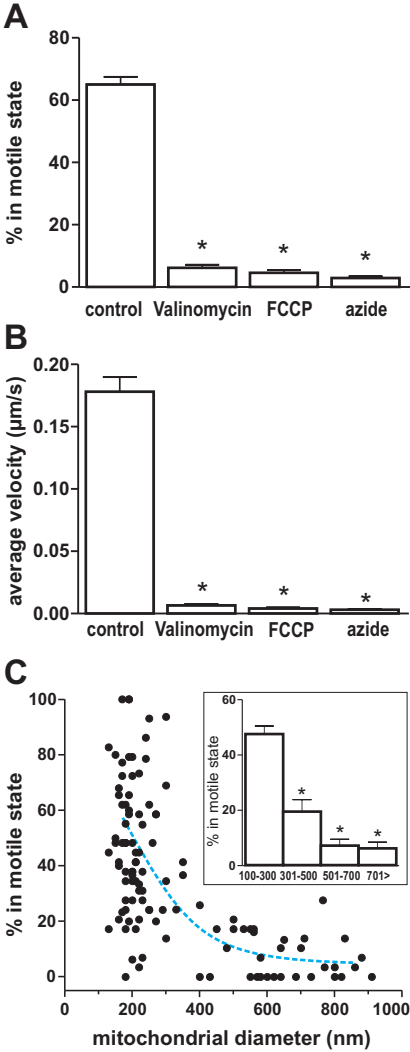 A
% in motile state
80
60
40
20
0
* * *
control Valinomycin FCCP azide
B
average velocity (µm/s)
0.20
0.15
0.10
0.05
0.00
* * *
control Valinomycin FCCP azide
C
% in motile state
100
80
60
40
20
0
0 200 400 600 800 1000
mitochondrial diameter (nm)
% in motile state
60
40
20
0
* * *
100-300 301-500 501-700 701>